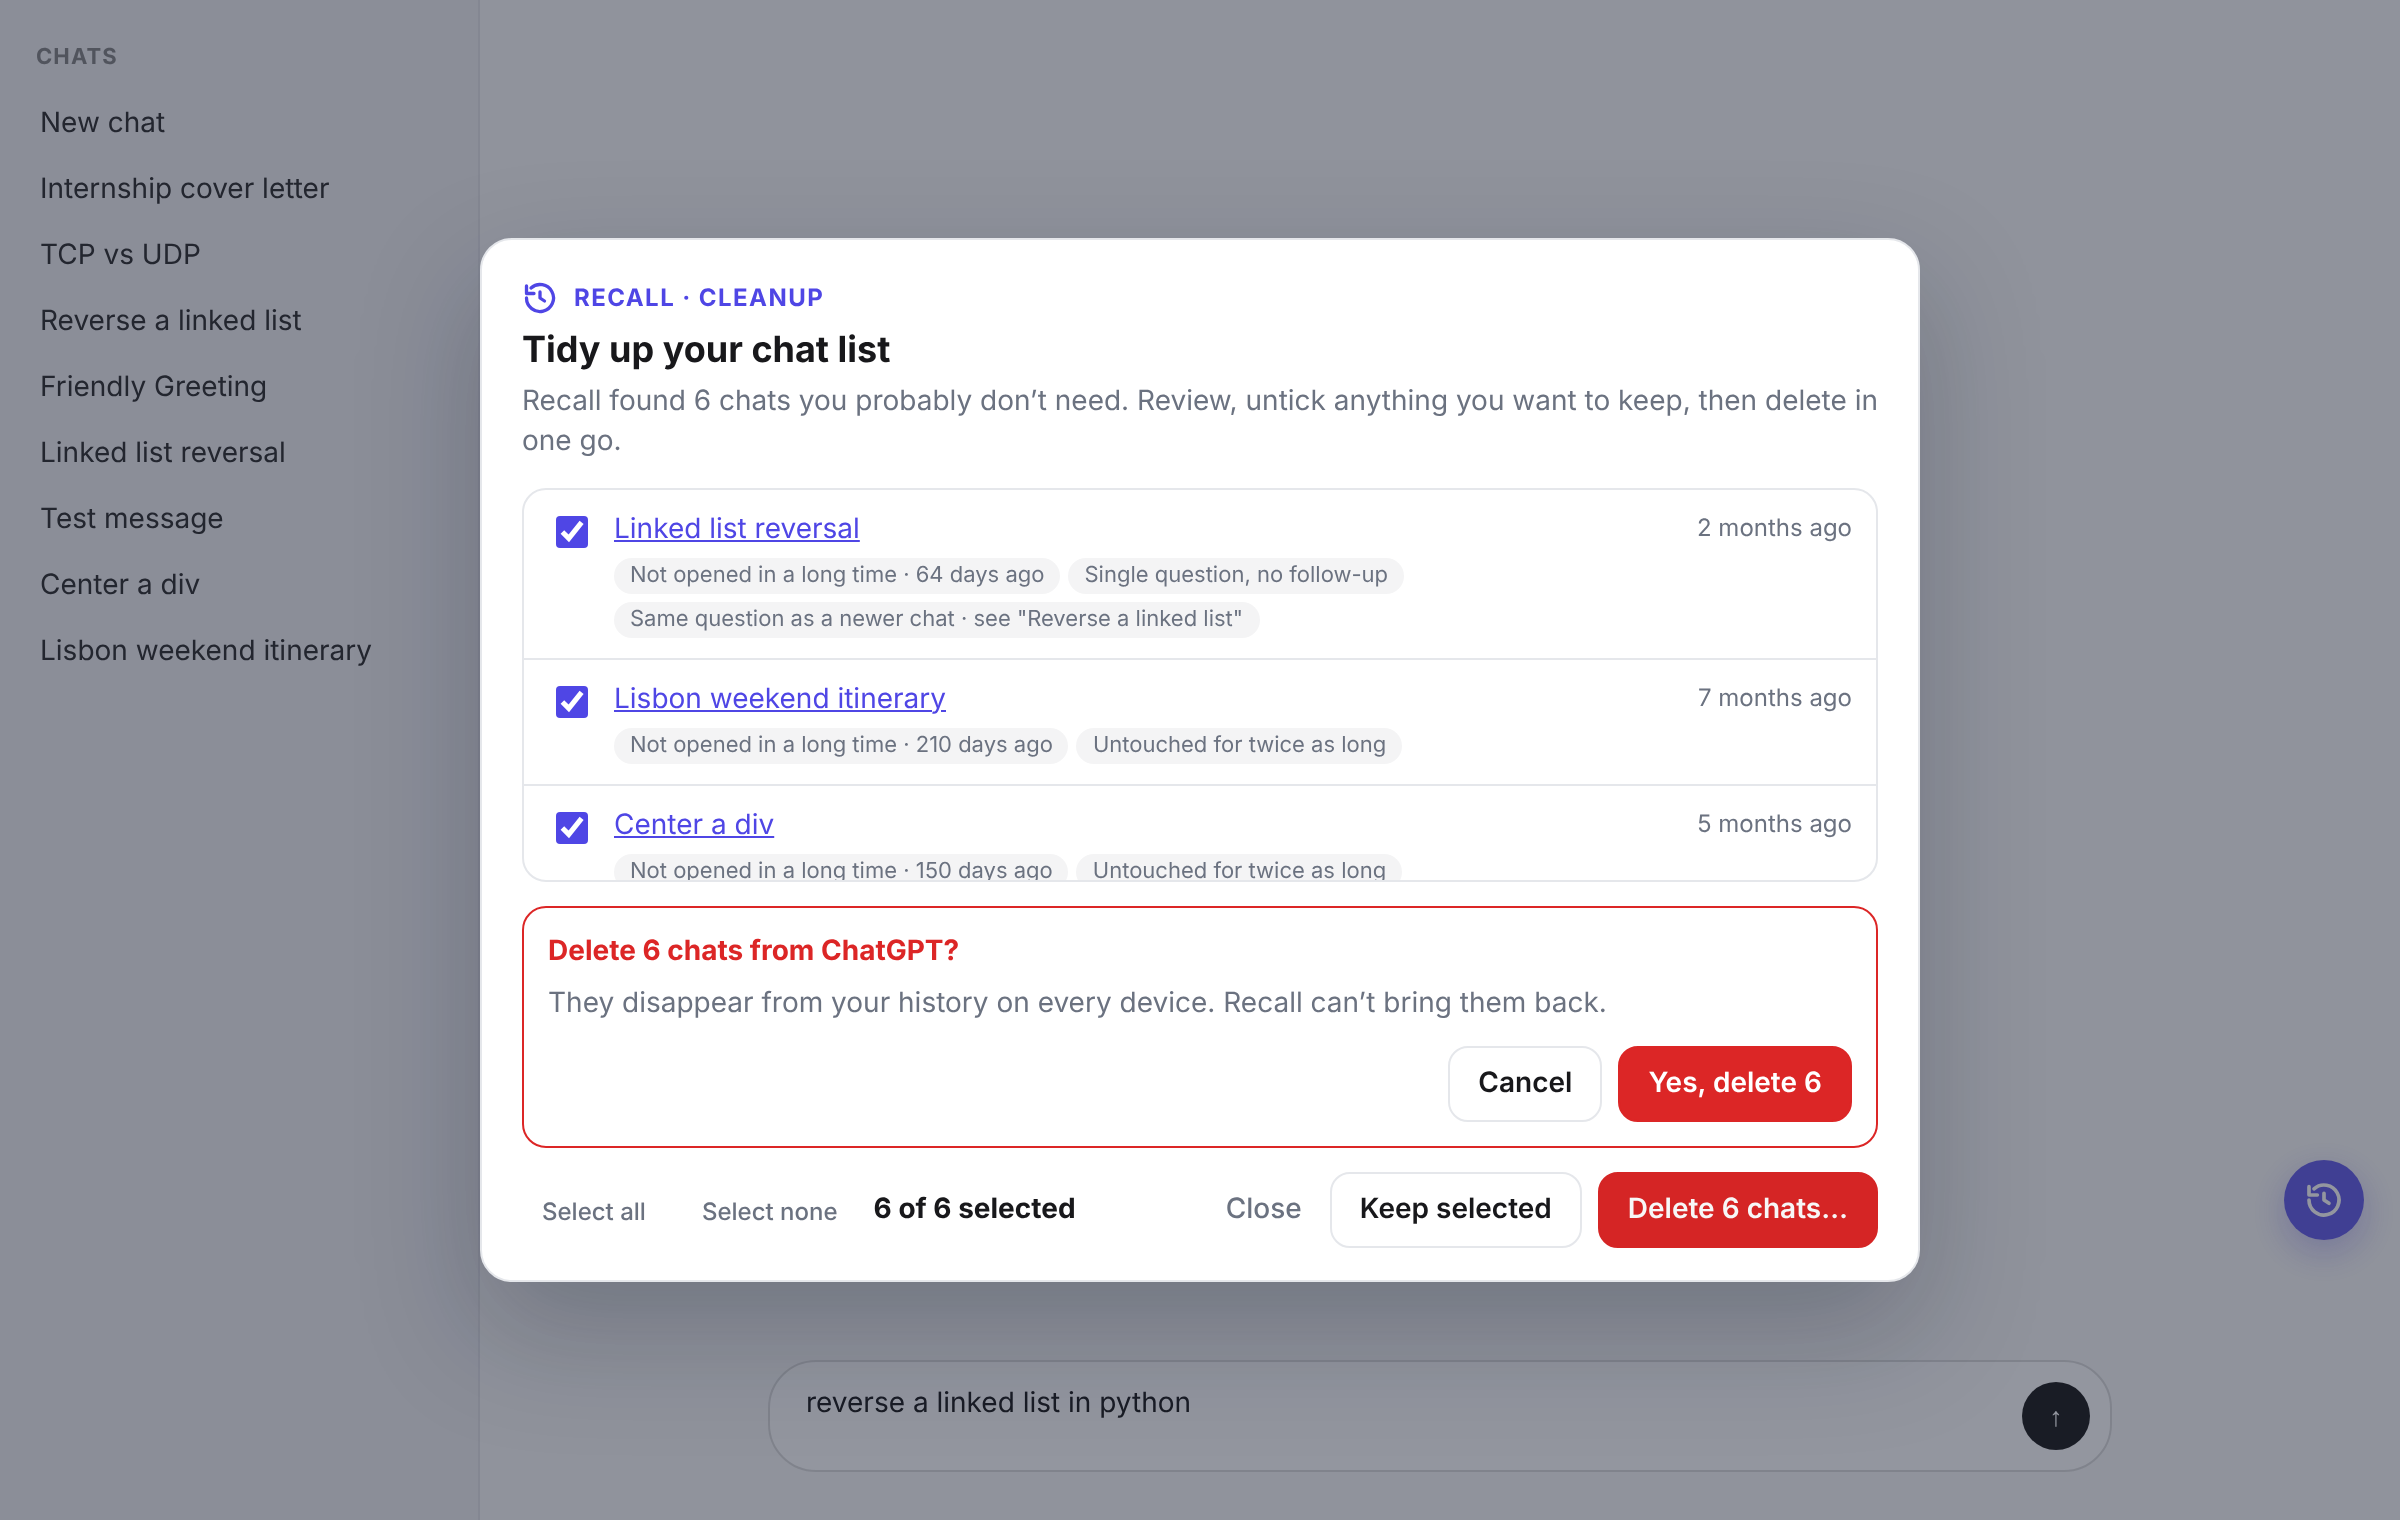 CHATS
New chat
Internship cover letter
TCP vs UDP
Reverse a linked list
Friendly Greeting
Linked list reversal
Test message
Center a div
Lisbon weekend itinerary
RECALL · CLEANUP
Tidy up your chat list
Recall found 6 chats you probably don’t need. Review, untick anything you want to keep, then delete in
one go.
Linked list reversal
2 months ago
Not opened in a long time · 64 days ago
Single question, no follow-up
Same question as a newer chat · see "Reverse a linked list"
Lisbon weekend itinerary
7 months ago
Not opened in a long time · 210 days ago
Untouched for twice as long
Center a div
5 months ago
Not opened in a long time · 150 days ago
Untouched for twice as long
Delete 6 chats from ChatGPT?
They disappear from your history on every device. Recall can’t bring them back.
Cancel
Yes, delete 6
Select all
Select none
6 of 6 selected
Close
Keep selected
Delete 6 chats…
reverse a linked list in python
↑